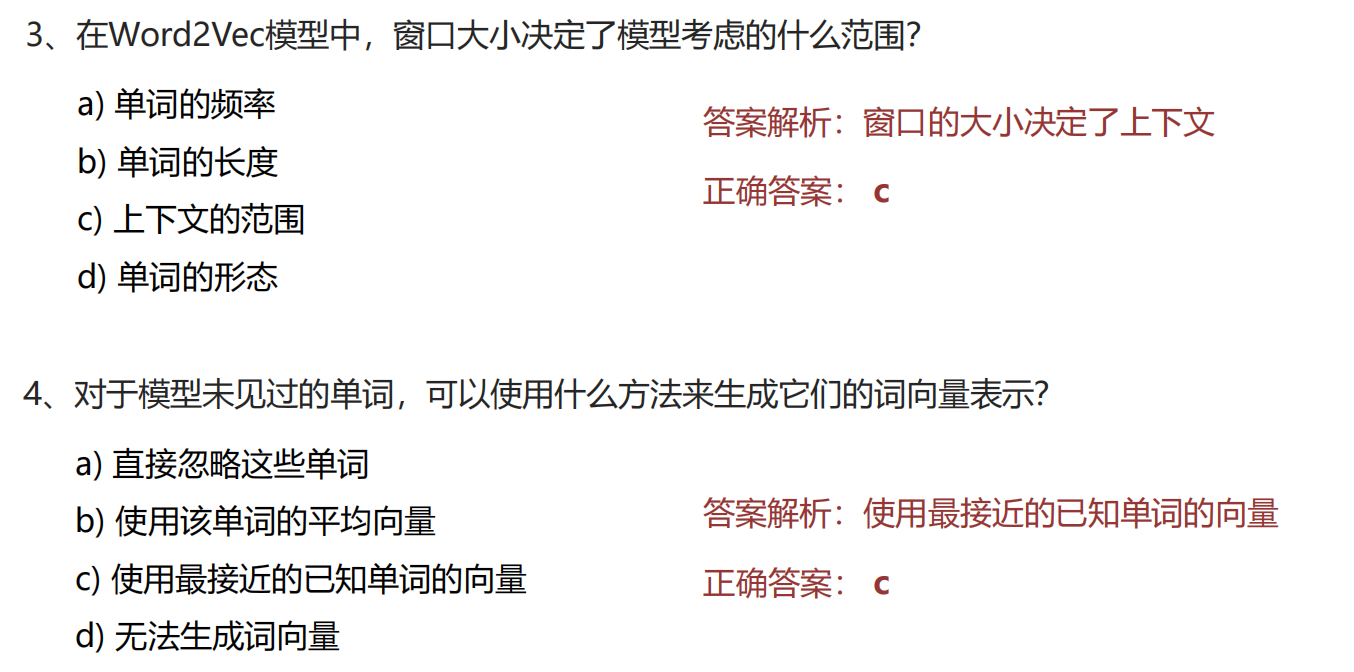 3、在Word2Vec模型中，窗口大小决定了模型考虑的什么范围？
a) 单词的频率
b) 单词的长度
c) 上下文的范围
d) 单词的形态
答案解析：窗口的大小决定了上下文
正确答案： c
4、对于模型未见过的单词，可以使用什么方法来生成它们的词向量表示？
a) 直接忽略这些单词
b) 使用该单词的平均向量
c) 使用最接近的已知单词的向量
d) 无法生成词向量
答案解析：使用最接近的已知单词的向量
正确答案： c